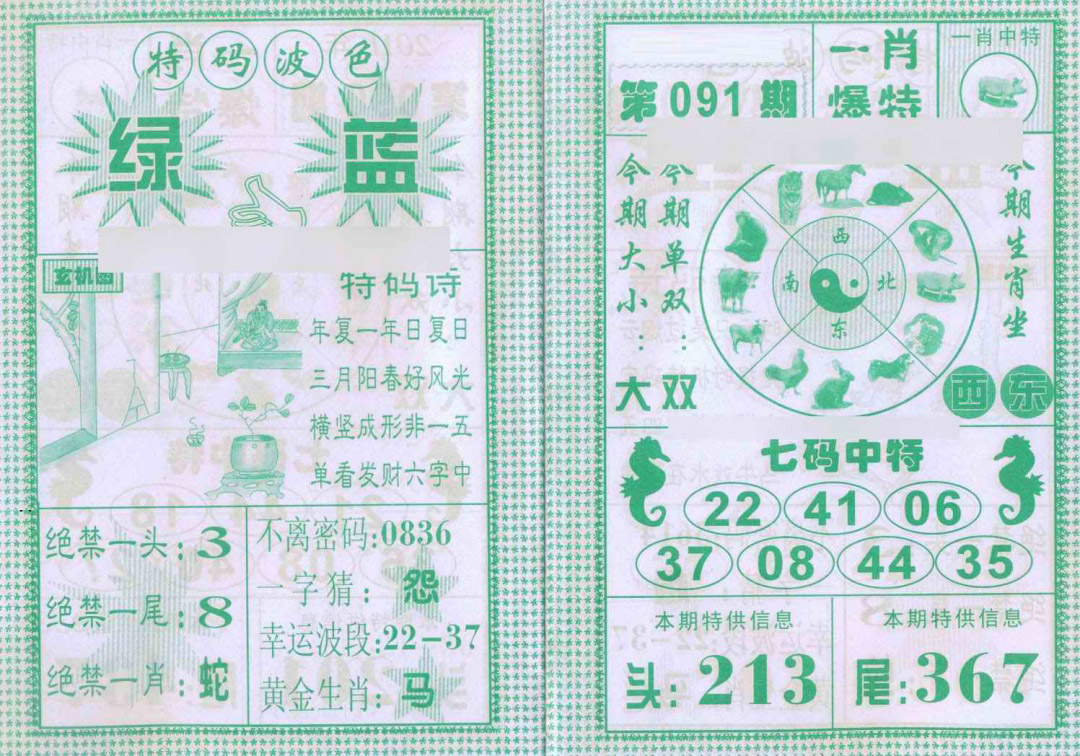 特码波色
绿 蓝
玄机图
特码诗
年复一年日复日
三月阳春好风光
横竖成形非一五
单看发财六字中
绝禁一头:3
绝禁一尾:8
绝禁一肖:蛇
不离密码:0836
一字猜:怨
幸运波段:22-37
黄金生肖:马
第091期
一肖
爆特
一肖中特
今期大小:大
今期单双:双
西
南 北
东
今期生肖坐
西东
七码中特
22 41 06
37 08 44 35
本期特供信息
头:213
本期特供信息
尾:367